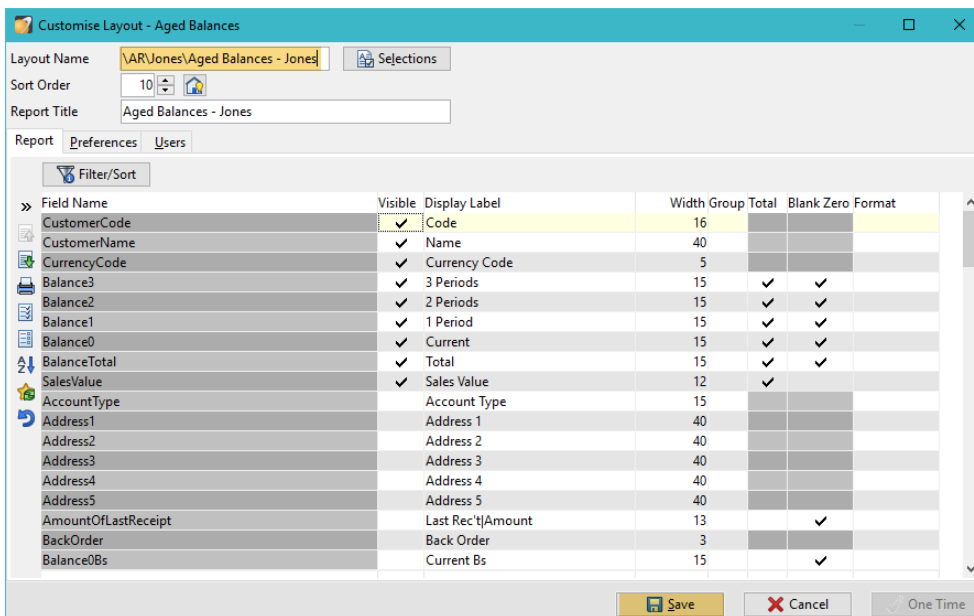 Customise Layout - Aged Balances
Layout Name \AR\Jones\Aged Balances - Jones Selections
Sort Order 10
Report Title Aged Balances - Jones
Report Preferences Users
Filter/Sort
Field Name Visible Display Label Width Group Total Blank Zero Format
CustomerCode Code 16
CustomerName Name 40
CurrencyCode Currency Code 5
Balance3 3 Periods 15
Balance2 2 Periods 15
Balance1 1 Period 15
Balance0 Current 15
BalanceTotal Total 15
SalesValue Sales Value 12
AccountType Account Type 15
Address1 Address 1 40
Address2 Address 2 40
Address3 Address 3 40
Address4 Address 4 40
Address5 Address 5 40
AmountOfLastReceipt Last Rec't|Amount 13
BackOrder Back Order 3
Balance0Bs Current Bs 15
Save Cancel One Time